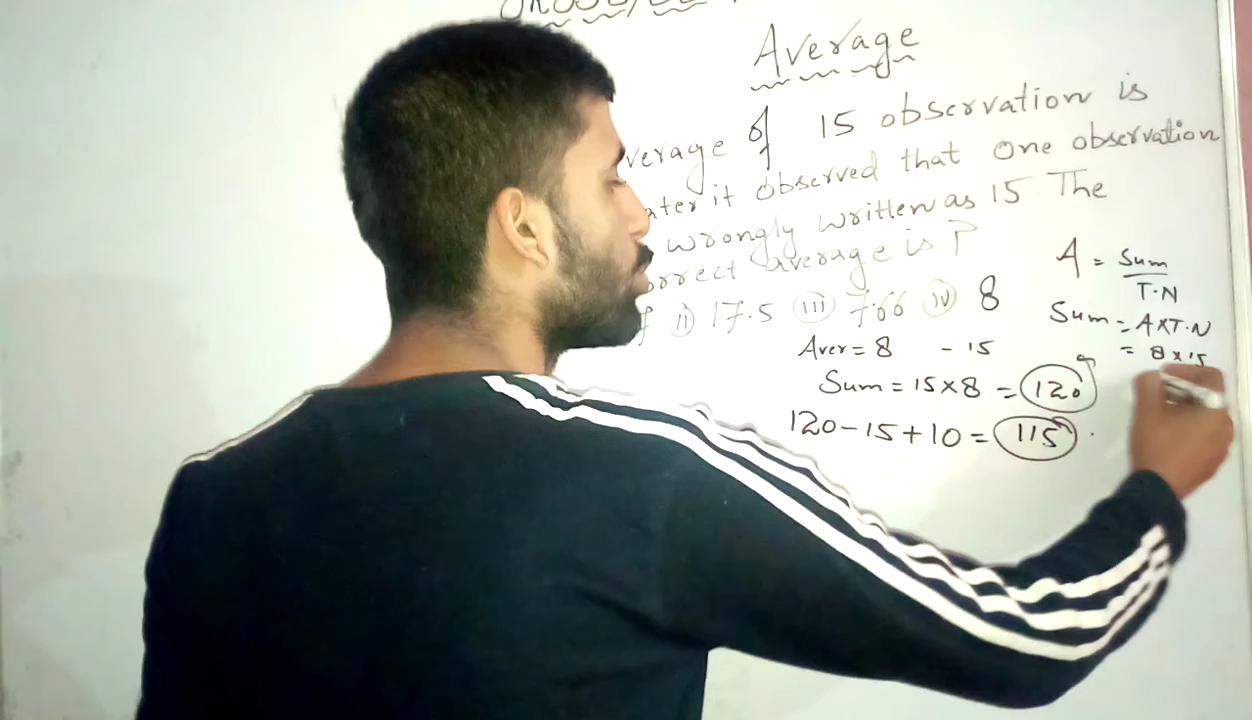 Average
verage of 15 observation is
ater it observed that One observation
wrongly written as 15. The
orrect average is ?
(ii) 17.5 (iii) 7.66 (iv) 8
A = Sum / T.N
Sum = A×T.N
= 8×15
Aver = 8 - 15
Sum = 15×8 = 120
120-15+10 = 115